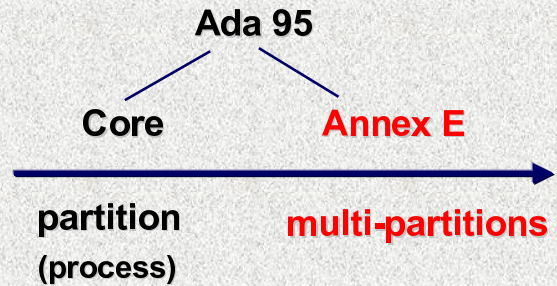 Ada 95
Core
Annex E
partition
multi-partitions
(process)